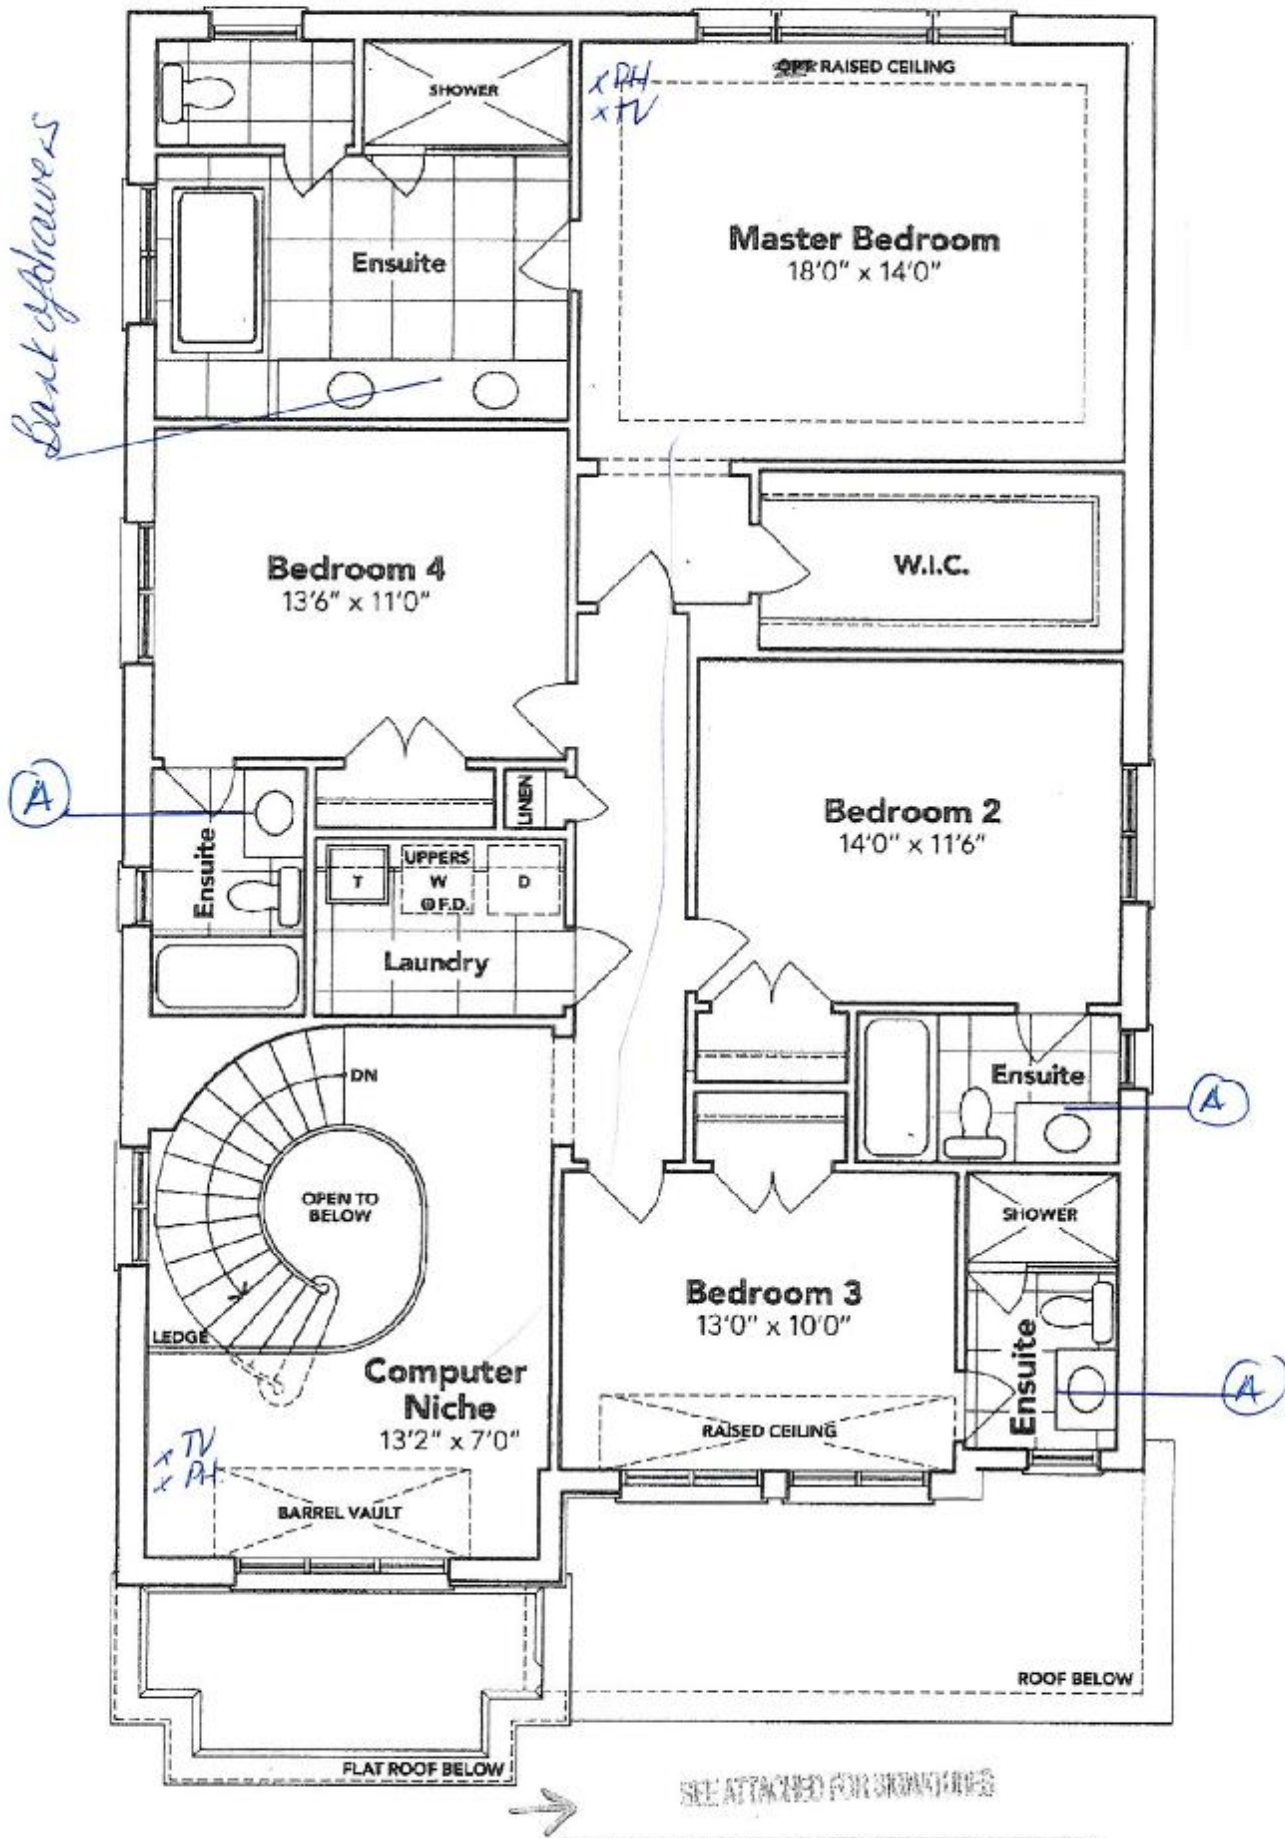 RAISED CEILING
x PH
x TV
SHOWER
Bank of drawers
Ensuite
Master Bedroom
18'0" x 14'0"
Bedroom 4
13'6" x 11'0"
W.I.C.
A
LINEN
Bedroom 2
14'0" x 11'6"
Ensuite
UPPERS
T
W
D
@ F.D.
Laundry
DN
Ensuite
A
OPEN TO
BELOW
SHOWER
Bedroom 3
13'0" x 10'0"
LEDGE
Computer
Niche
13'2" x 7'0"
Ensuite
A
RAISED CEILING
x TV
x PH
BARREL VAULT
ROOF BELOW
FLAT ROOF BELOW
SEE ATTACHED FOR SIGNATURES